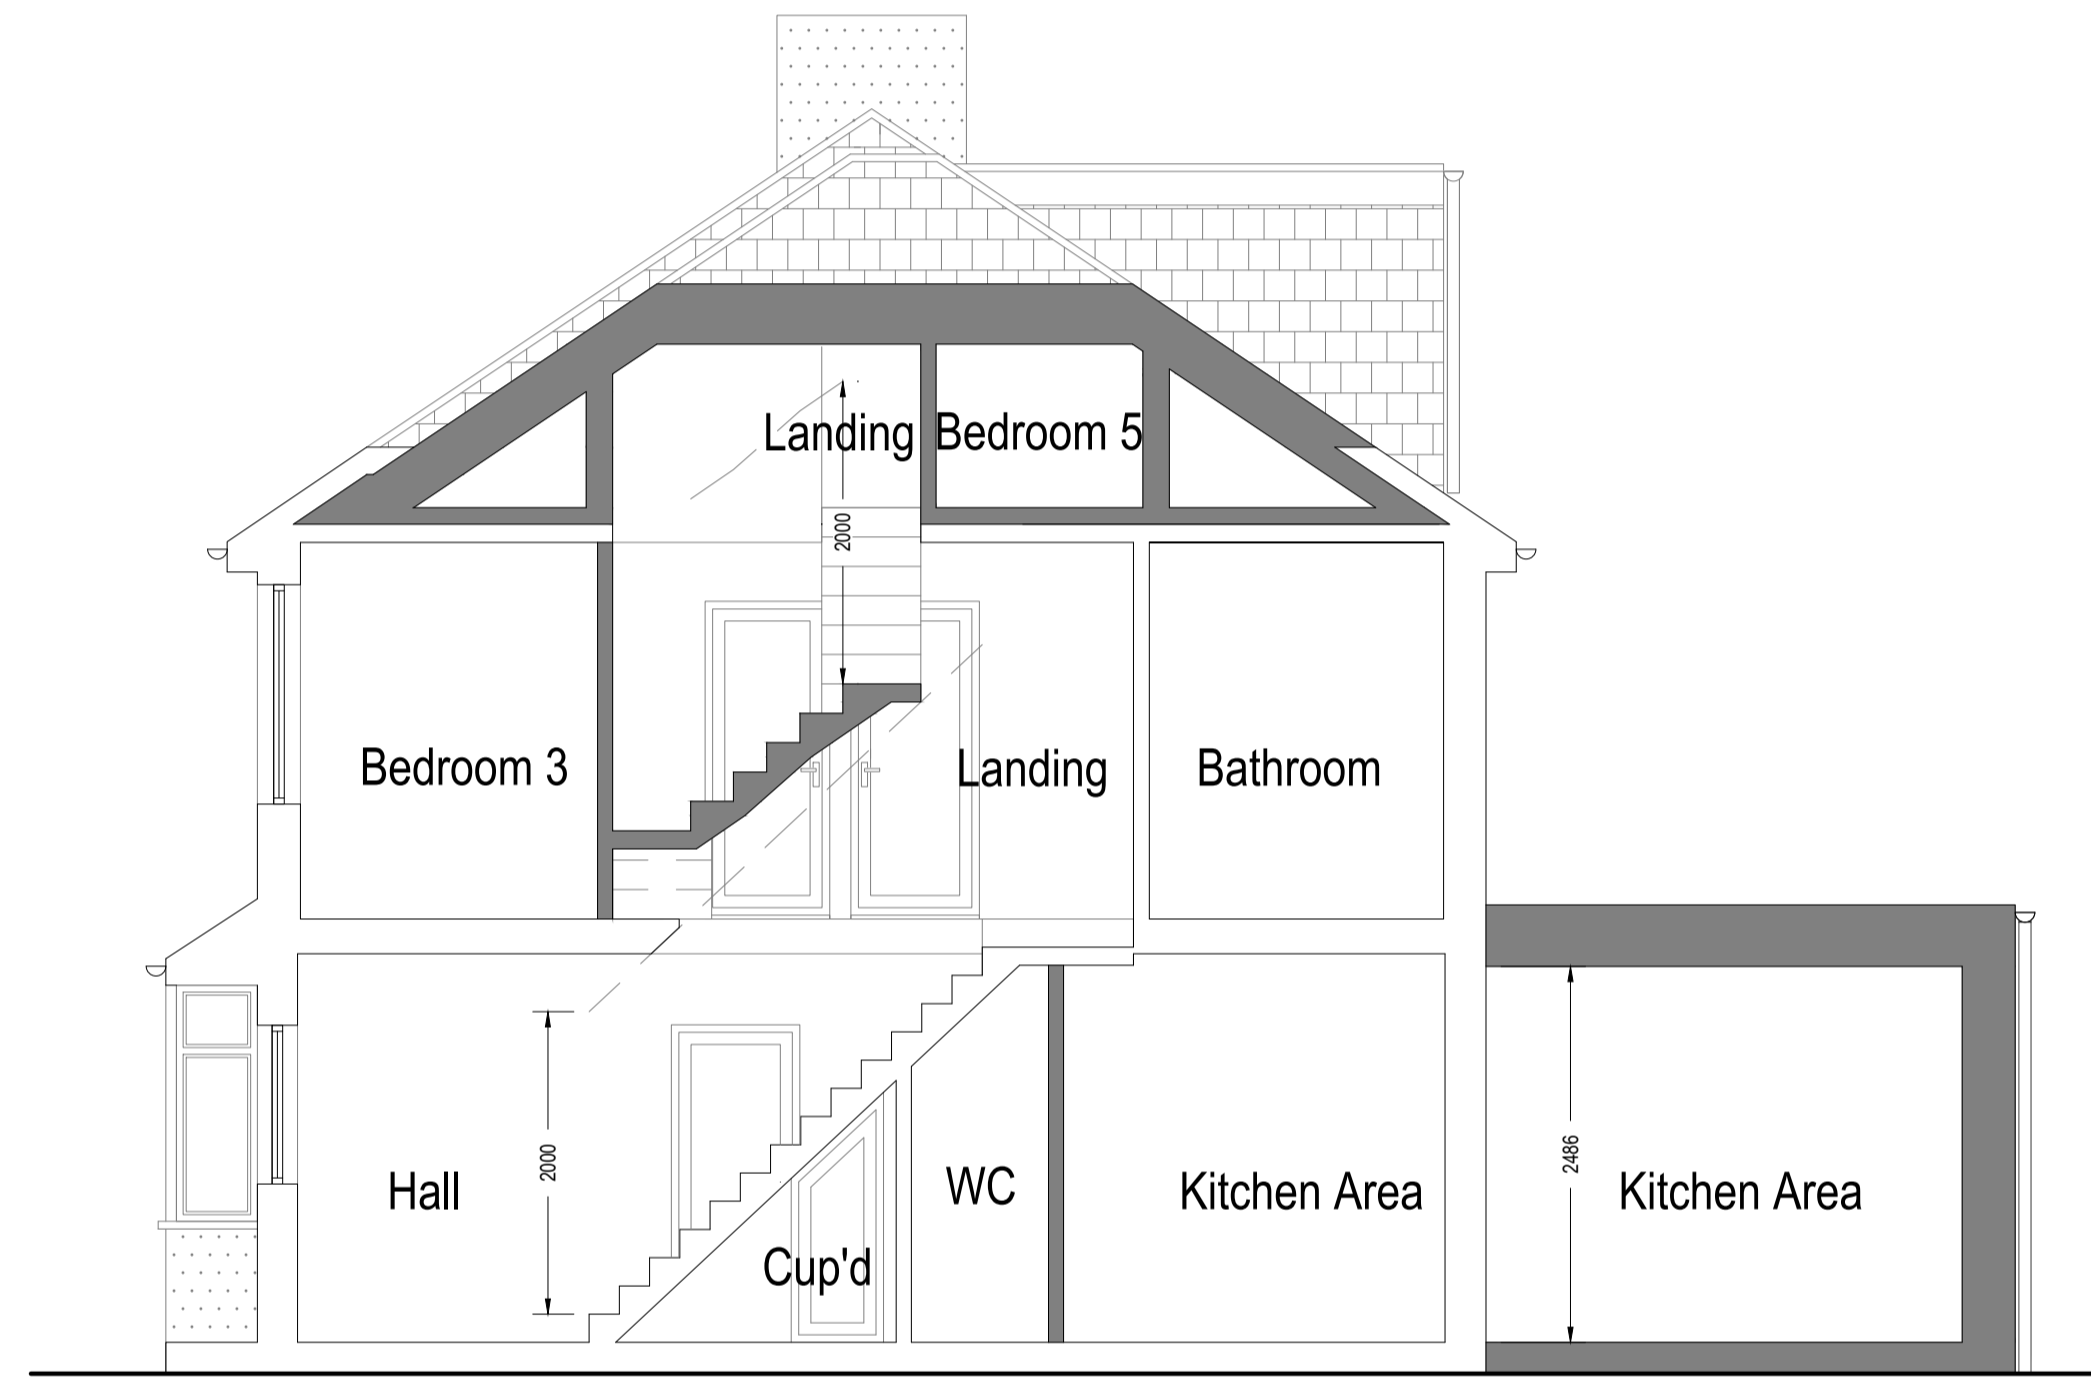 Landing
Bedroom 5
2000
Bedroom 3
Landing
Bathroom
2000
2486
Hall
WC
Kitchen Area
Kitchen Area
Cup'd